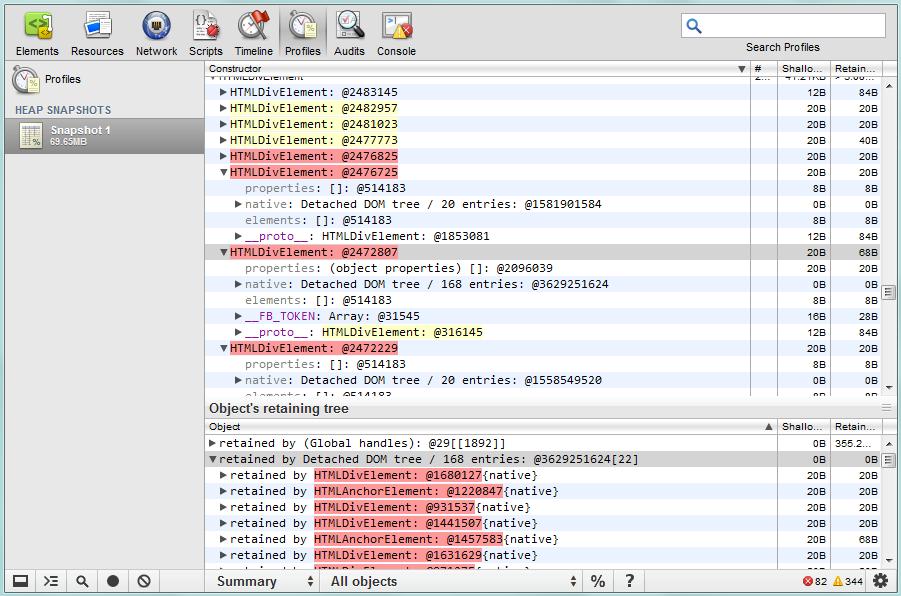 Elements Resources Network Scripts Timeline Profiles Audits Console
Search Profiles
Profiles
HEAP SNAPSHOTS
Snapshot 1
69.65MB
Constructor # Shallo... Retain...
HTMLDivElement: @2483145 12B 84B
HTMLDivElement: @2482957 20B 20B
HTMLDivElement: @2481023 20B 20B
HTMLDivElement: @2477773 20B 40B
HTMLDivElement: @2476825 20B 20B
HTMLDivElement: @2476725 20B 20B
properties: []: @514183 8B 8B
native: Detached DOM tree / 20 entries: @1581901584 0B 0B
elements: []: @514183 8B 8B
__proto__: HTMLDivElement: @1853081 12B 84B
HTMLDivElement: @2472807 20B 68B
properties: (object properties) []: @2096039 20B 20B
native: Detached DOM tree / 168 entries: @3629251624 0B 0B
elements: []: @514183 8B 8B
__FB_TOKEN: Array: @31545 16B 28B
__proto__: HTMLDivElement: @316145 12B 84B
HTMLDivElement: @2472229 20B 20B
properties: []: @514183 8B 8B
native: Detached DOM tree / 20 entries: @1558549520 0B 0B
elements: []: @514183 8B 8B
Object's retaining tree
Object Shallo... Retain...
retained by (Global handles): @29[[1892]] 0B 355.2...
retained by Detached DOM tree / 168 entries: @3629251624[22] 0B 0B
retained by HTMLDivElement: @1680127{native} 20B 20B
retained by HTMLAnchorElement: @1220847{native} 20B 20B
retained by HTMLDivElement: @931537{native} 20B 20B
retained by HTMLDivElement: @1441507{native} 20B 20B
retained by HTMLAnchorElement: @1457583{native} 20B 68B
retained by HTMLDivElement: @1631629{native} 20B 20B
Summary All objects % ? 82 344